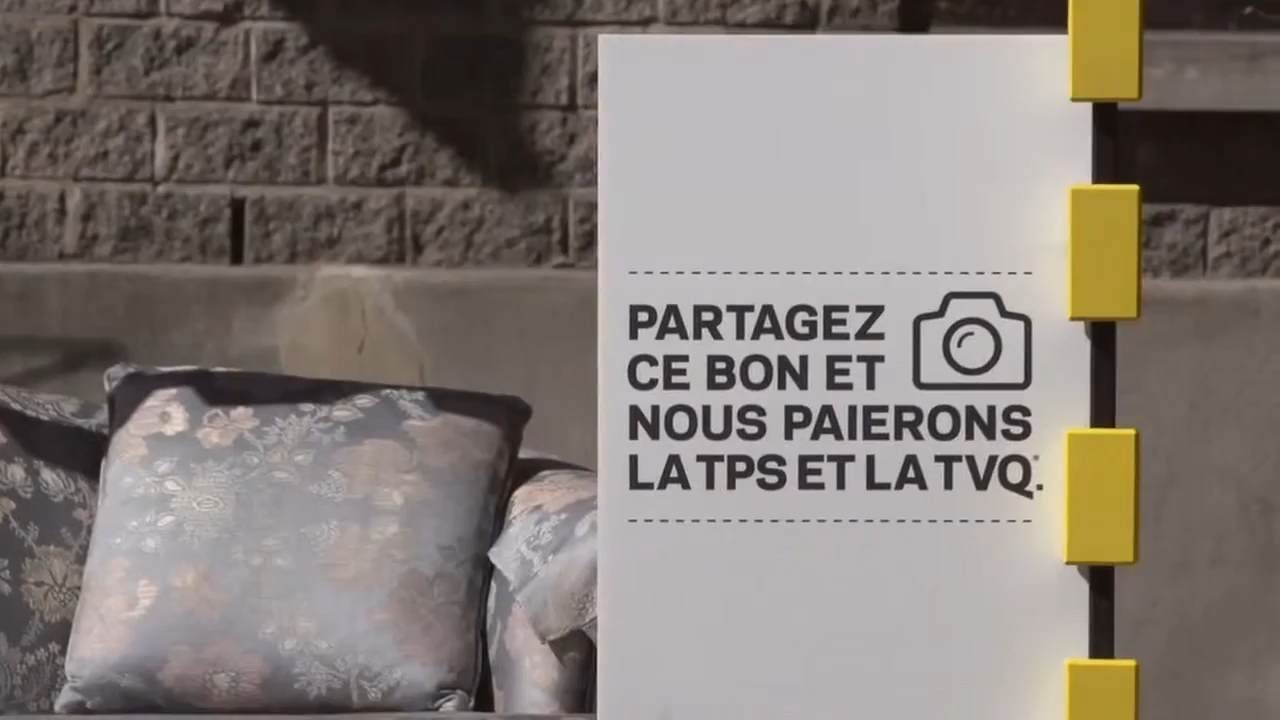 PARTAGEZ
CE BON ET
NOUS PAIERONS
LA TPS ET LA TVQ*.